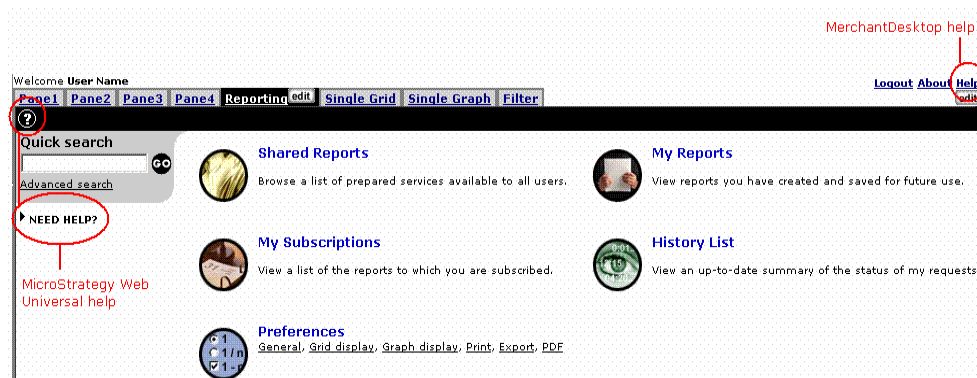 MerchantDesktop help
Welcome User Name
Logout About Help
Pane1 Pane2 Pane3 Pane4 Reporting edit Single Grid Single Graph Filter
edit
?
Quick search
GO
Advanced search
NEED HELP?
MicroStrategy Web
Universal help
Shared Reports
Browse a list of prepared services available to all users.
My Reports
View reports you have created and saved for future use.
My Subscriptions
View a list of the reports to which you are subscribed.
History List
View an up-to-date summary of the status of my requests
Preferences
General, Grid display, Graph display, Print, Export, PDF